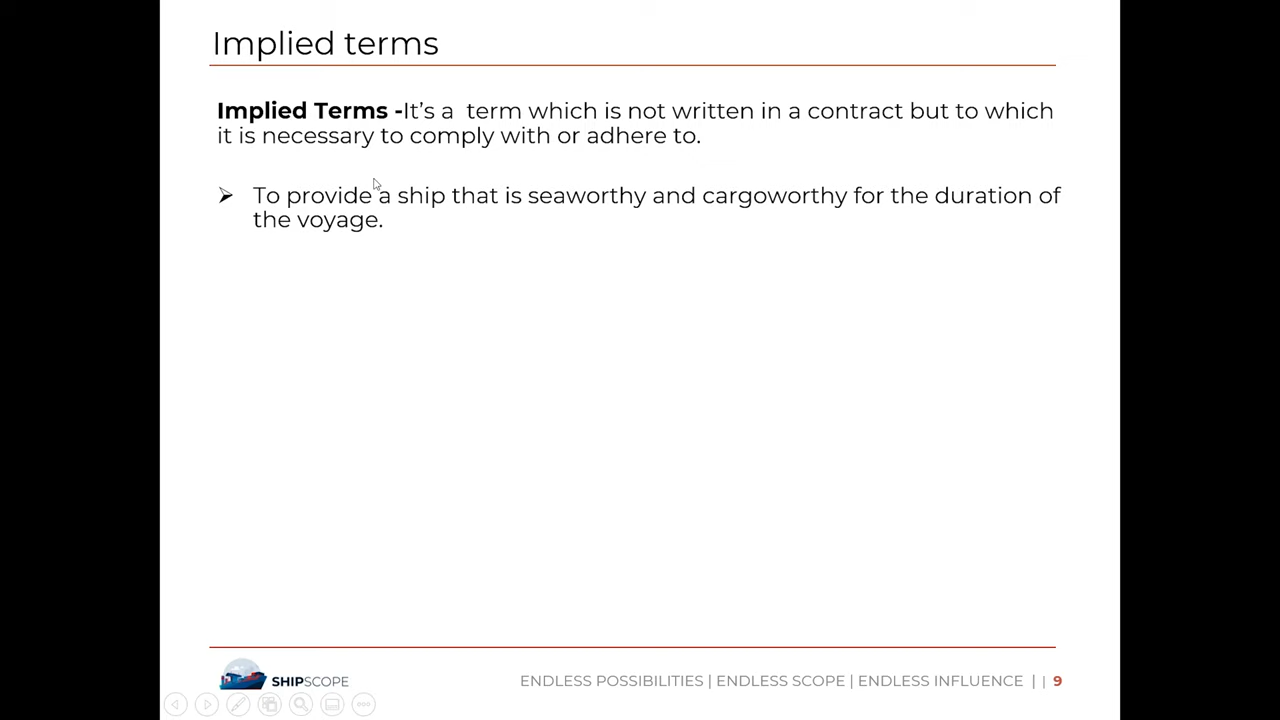 Implied terms
Implied Terms -It's a  term which is not written in a contract but to which
it is necessary to comply with or adhere to.
To provide a ship that is seaworthy and cargoworthy for the duration of
the voyage.
SHIPSCOPE
ENDLESS POSSIBILITIES | ENDLESS SCOPE | ENDLESS INFLUENCE | | 9